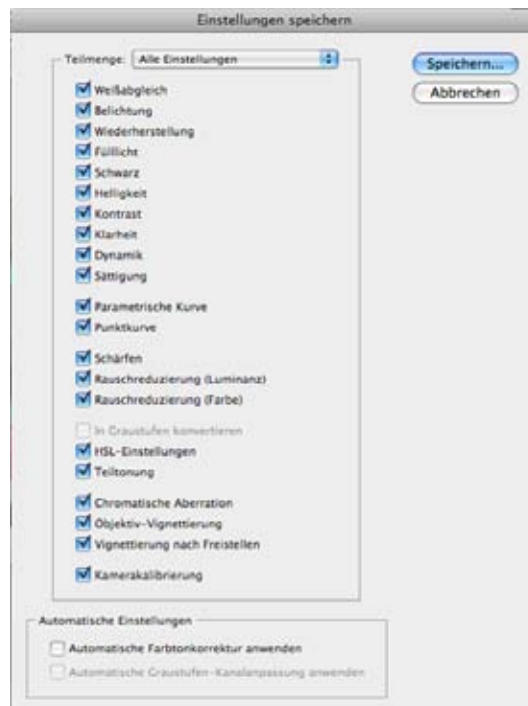 Einstellungen speichern
Teilmenge: Alle Einstellungen
Speichern...
Abbrechen
Weißabgleich
Belichtung
Wiederherstellung
Fülllicht
Schwarz
Helligkeit
Kontrast
Klarheit
Dynamik
Sättigung
Parametrische Kurve
Punktkurve
Schärfen
Rauschreduzierung (Luminanz)
Rauschreduzierung (Farbe)
In Graustufen konvertieren
HSL-Einstellungen
Teiltonung
Chromatische Aberration
Objektiv-Vignettierung
Vignettierung nach Freistellen
Kamerakalibrierung
Automatische Einstellungen
Automatische Farbtonkorrektur anwenden
Automatische Graustufen-Kanalanpassung anwenden